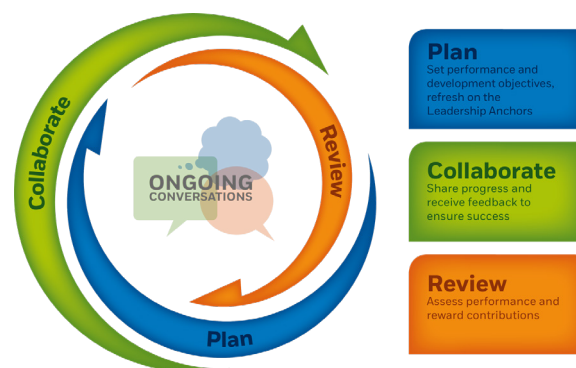 Collaborate
Review
ONGOING
CONVERSATIONS
Plan
Plan
Set performance and
development objectives,
refresh on the
Leadership Anchors
Collaborate
Share progress and
receive feedback to
ensure success
Review
Assess performance and
reward contributions